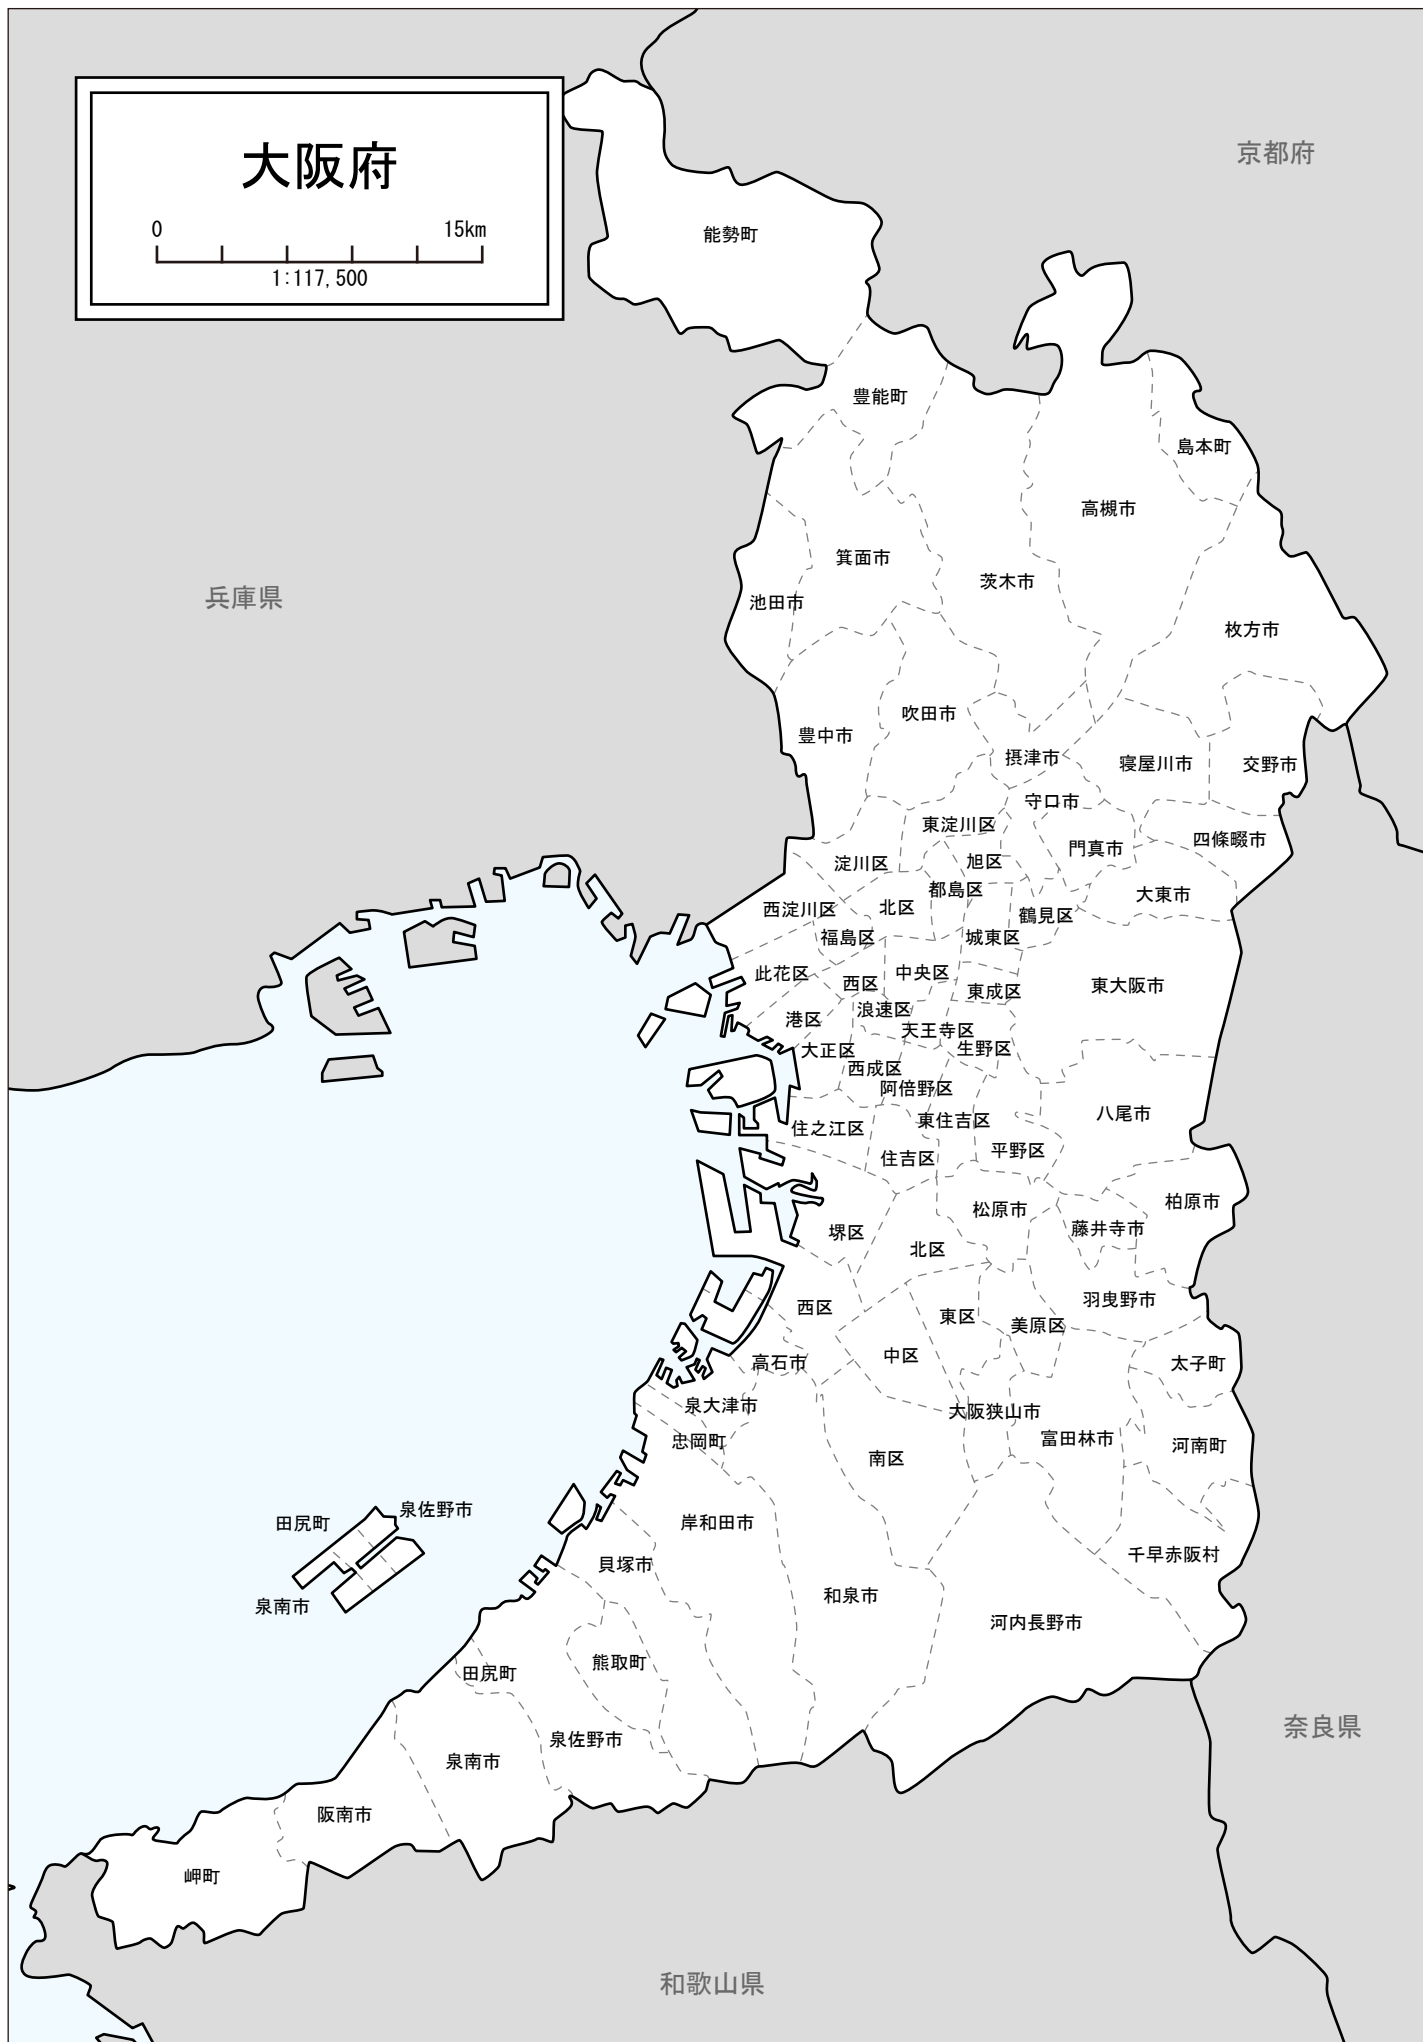 大阪府
0 15km
1:117,500
京都府
能勢町
豊能町
島本町
高槻市
箕面市
茨木市
兵庫県
池田市
枚方市
吹田市
豊中市
摂津市
寝屋川市
交野市
守口市
東淀川区
四條畷市
門真市
淀川区
旭区
都島区
大東市
西淀川区
北区
鶴見区
福島区
城東区
此花区
西区
中央区
東成区
東大阪市
浪速区
港区
天王寺区
大正区
生野区
西成区
阿倍野区
八尾市
住之江区
東住吉区
平野区
住吉区
柏原市
松原市
藤井寺市
堺区
北区
羽曳野市
西区
東区
美原区
中区
高石市
太子町
泉大津市
大阪狭山市
忠岡町
富田林市
河南町
南区
泉佐野市
田尻町
岸和田市
千早赤阪村
貝塚市
和泉市
泉南市
河内長野市
熊取町
田尻町
奈良県
泉佐野市
泉南市
阪南市
岬町
和歌山県